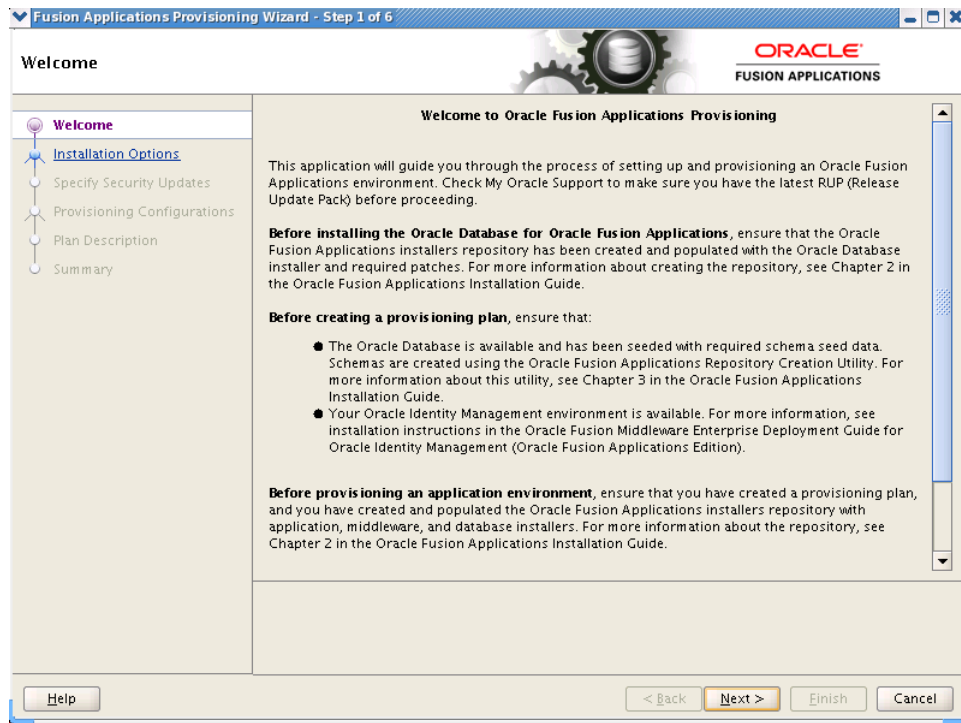 Fusion Applications Provisioning Wizard - Step 1 of 6
Welcome
ORACLE®
FUSION APPLICATIONS
Welcome
Installation Options
Specify Security Updates
Provisioning Configurations
Plan Description
Summary
Welcome to Oracle Fusion Applications Provisioning
This application will guide you through the process of setting up and provisioning an Oracle Fusion
Applications environment. Check My Oracle Support to make sure you have the latest RUP (Release
Update Pack) before proceeding.
Before installing the Oracle Database for Oracle Fusion Applications, ensure that the Oracle
Fusion Applications installers repository has been created and populated with the Oracle Database
installer and required patches. For more information about creating the repository, see Chapter 2 in
the Oracle Fusion Applications Installation Guide.
Before creating a provisioning plan, ensure that:
● The Oracle Database is available and has been seeded with required schema seed data.
Schemas are created using the Oracle Fusion Applications Repository Creation Utility. For
more information about this utility, see Chapter 3 in the Oracle Fusion Applications
Installation Guide.
● Your Oracle Identity Management environment is available. For more information, see
installation instructions in the Oracle Fusion Middleware Enterprise Deployment Guide for
Oracle Identity Management (Oracle Fusion Applications Edition).
Before provisioning an application environment, ensure that you have created a provisioning plan,
and you have created and populated the Oracle Fusion Applications installers repository with
application, middleware, and database installers. For more information about the repository, see
Chapter 2 in the Oracle Fusion Applications Installation Guide.
Help
< Back
Next >
Finish
Cancel